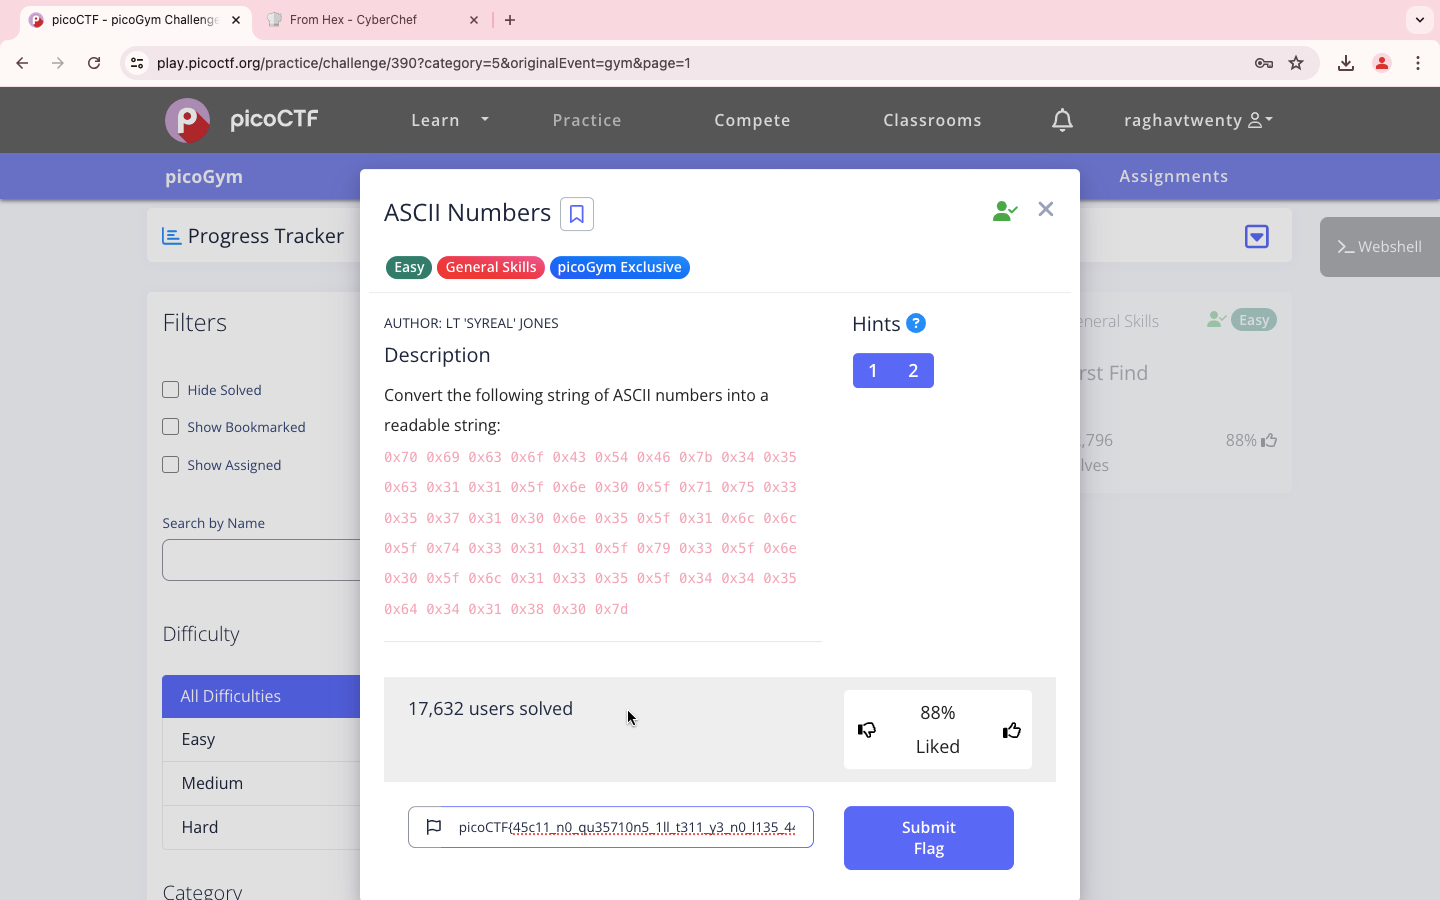 picoCTF - picoGym Challenge
From Hex - CyberChef
play.picoctf.org/practice/challenge/390?category=5&originalEvent=gym&page=1
picoCTF
Learn
Practice
Compete
Classrooms
raghavtwenty
picoGym
Assignments
Progress Tracker
Webshell
Filters
Hide Solved
Show Bookmarked
Show Assigned
Search by Name
Difficulty
All Difficulties
Easy
Medium
Hard
Category
ASCII Numbers
Easy
General Skills
picoGym Exclusive
AUTHOR: LT 'SYREAL' JONES
Description
Convert the following string of ASCII numbers into a
readable string:
0x70 0x69 0x63 0x6f 0x43 0x54 0x46 0x7b 0x34 0x35
0x63 0x31 0x31 0x5f 0x6e 0x30 0x5f 0x71 0x75 0x33
0x35 0x37 0x31 0x30 0x6e 0x35 0x5f 0x31 0x6c 0x6c
0x5f 0x74 0x33 0x31 0x31 0x5f 0x79 0x33 0x5f 0x6e
0x30 0x5f 0x6c 0x31 0x33 0x35 0x5f 0x34 0x34 0x35
0x64 0x34 0x31 0x38 0x30 0x7d
Hints ?
1 2
17,632 users solved
88%
Liked
picoCTF{45c11_n0_qu35710n5_1ll_t311_y3_n0_l135_44
Submit
Flag
eneral Skills
Easy
rst Find
,796
lves
88%